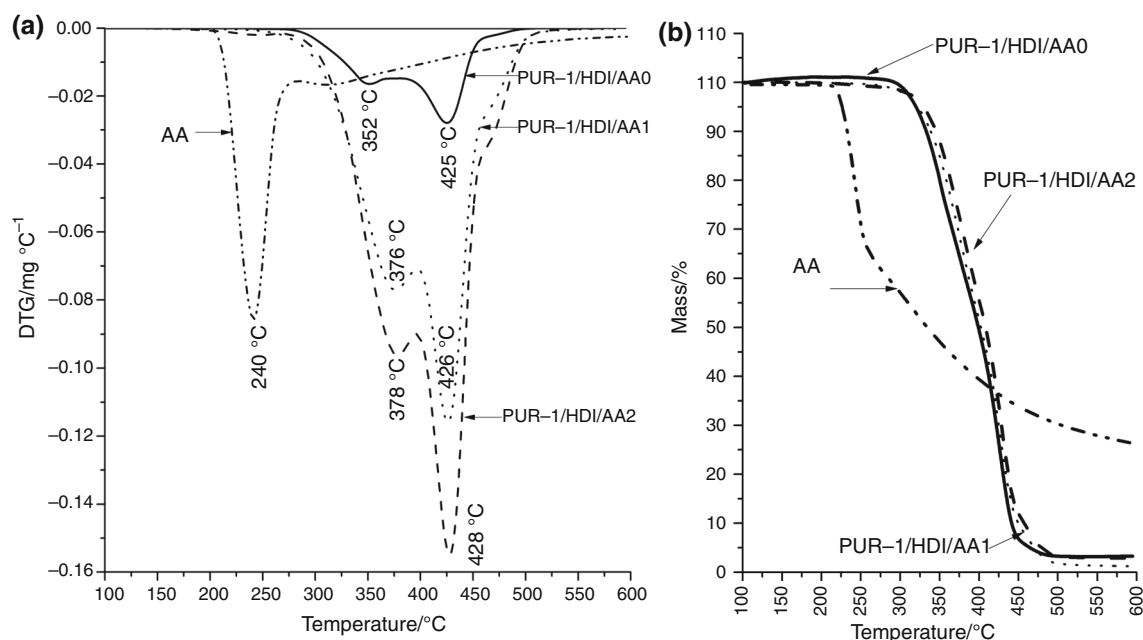 (a)
0.00
−0.02
−0.04
−0.06
−0.08
−0.10
−0.12
−0.14
−0.16
DTG/mg °C⁻¹
AA
240 °C
352 °C
425 °C
376 °C
426 °C
378 °C
428 °C
PUR−1/HDI/AA0
PUR−1/HDI/AA1
PUR−1/HDI/AA2
100 150 200 250 300 350 400 450 500 550 600
Temperature/°C
(b)
110
110
90
80
70
60
50
40
30
20
10
0
Mass/%
PUR−1/HDI/AA0
PUR−1/HDI/AA2
AA
PUR−1/HDI/AA1
100 150 200 250 300 350 400 450 500 550 600
Temperature/°C